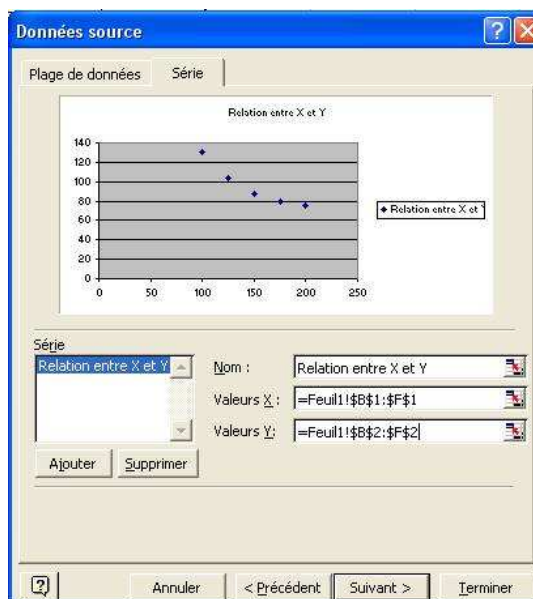 Données source
Plage de données Série
Relation entre X et Y
140
120
100
80
60
40
20
0
0 50 100 150 200 250
Relation entre X et Y
Série
Relation entre X et Y
Nom : Relation entre X et Y
Valeurs X : =Feuil1!$B$1:$F$1
Valeurs Y: =Feuil1!$B$2:$F$2
Ajouter Supprimer
? Annuler < Précédent Suivant > Terminer